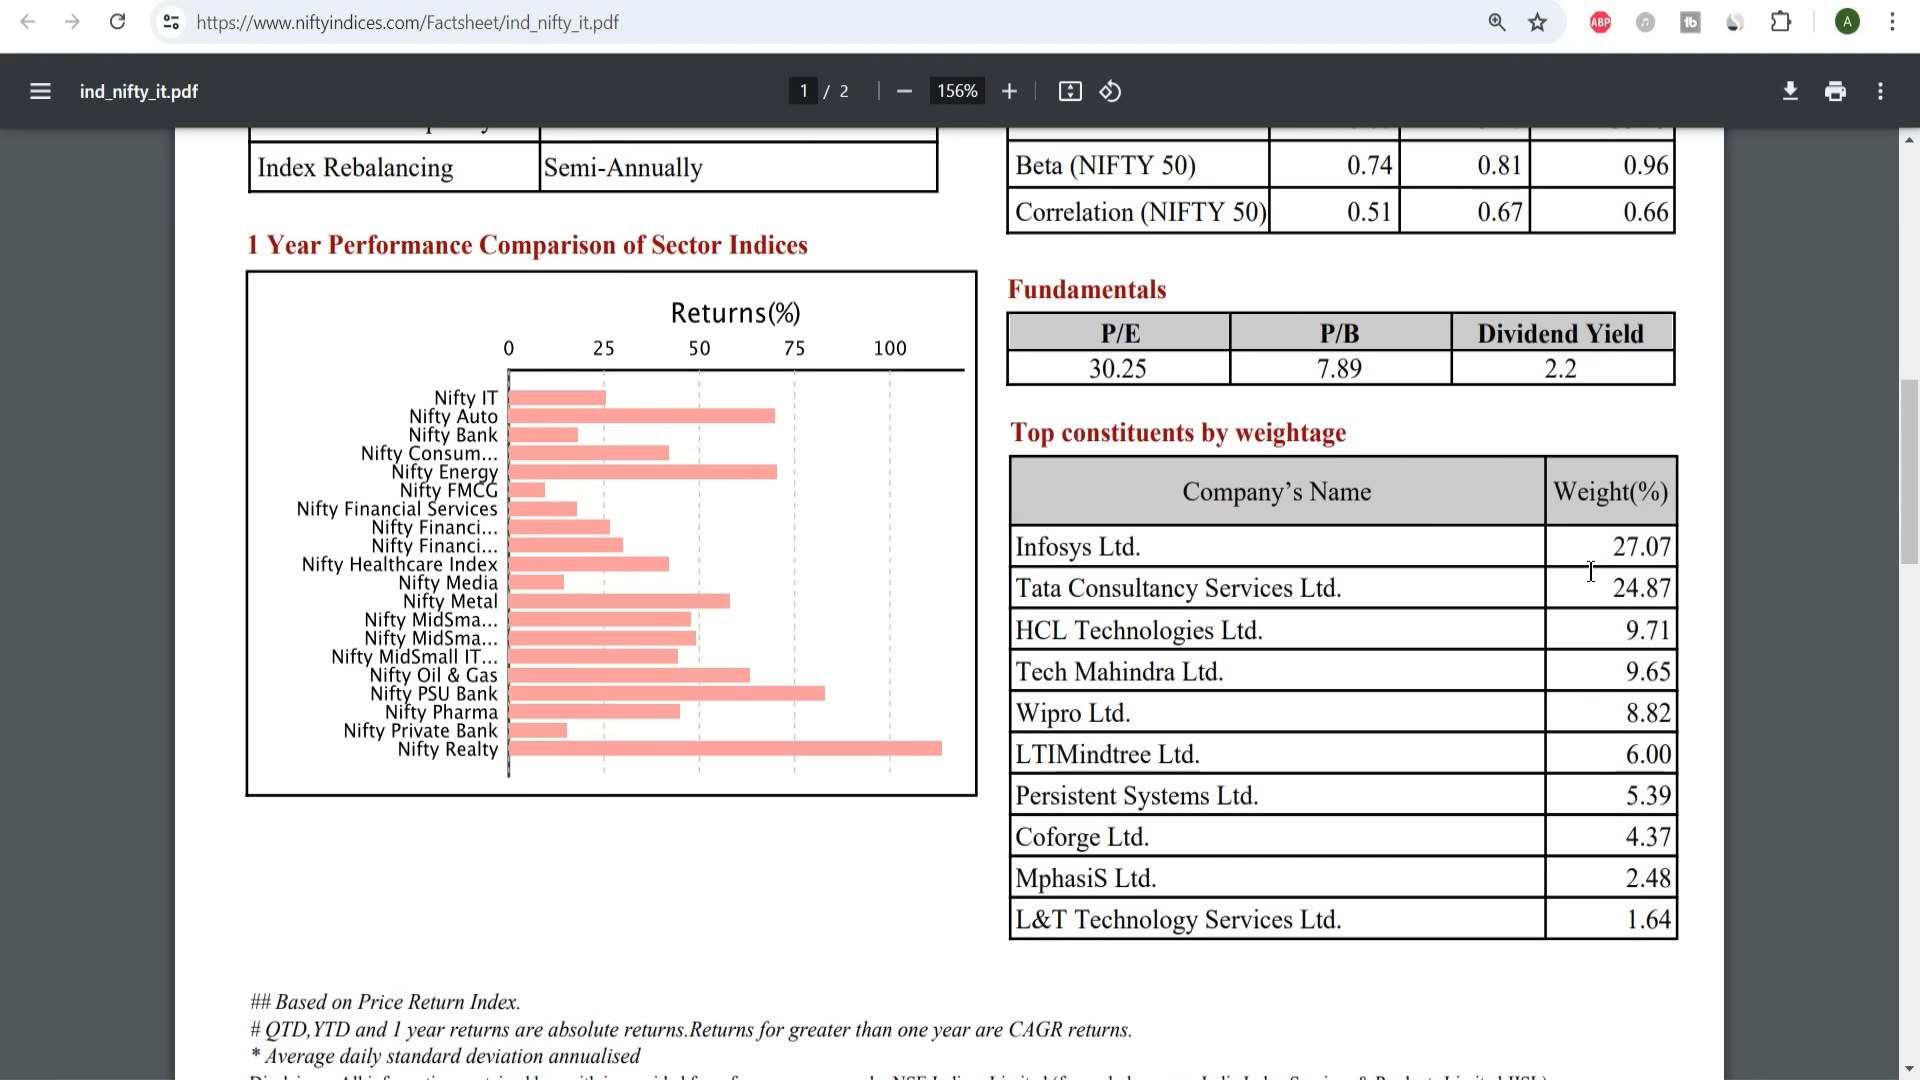 https://www.niftyindices.com/Factsheet/ind_nifty_it.pdf
ABP
tb
A
ind_nifty_it.pdf
1 / 2
156%
Index Rebalancing Semi-Annually
1 Year Performance Comparison of Sector Indices
Returns(%)
0 25 50 75 100
Nifty IT
Nifty Auto
Nifty Bank
Nifty Consum...
Nifty Energy
Nifty FMCG
Nifty Financial Services
Nifty Financi...
Nifty Financi...
Nifty Healthcare Index
Nifty Media
Nifty Metal
Nifty MidSma...
Nifty MidSma...
Nifty MidSmall IT...
Nifty Oil & Gas
Nifty PSU Bank
Nifty Pharma
Nifty Private Bank
Nifty Realty
Beta (NIFTY 50) 0.74 0.81 0.96
Correlation (NIFTY 50) 0.51 0.67 0.66
Fundamentals
P/E P/B Dividend Yield
30.25 7.89 2.2
Top constituents by weightage
Company’s Name Weight(%)
Infosys Ltd. 27.07
Tata Consultancy Services Ltd. 24.87
HCL Technologies Ltd. 9.71
Tech Mahindra Ltd. 9.65
Wipro Ltd. 8.82
LTIMindtree Ltd. 6.00
Persistent Systems Ltd. 5.39
Coforge Ltd. 4.37
MphasiS Ltd. 2.48
L&T Technology Services Ltd. 1.64
## Based on Price Return Index.
# QTD,YTD and 1 year returns are absolute returns.Returns for greater than one year are CAGR returns.
* Average daily standard deviation annualised